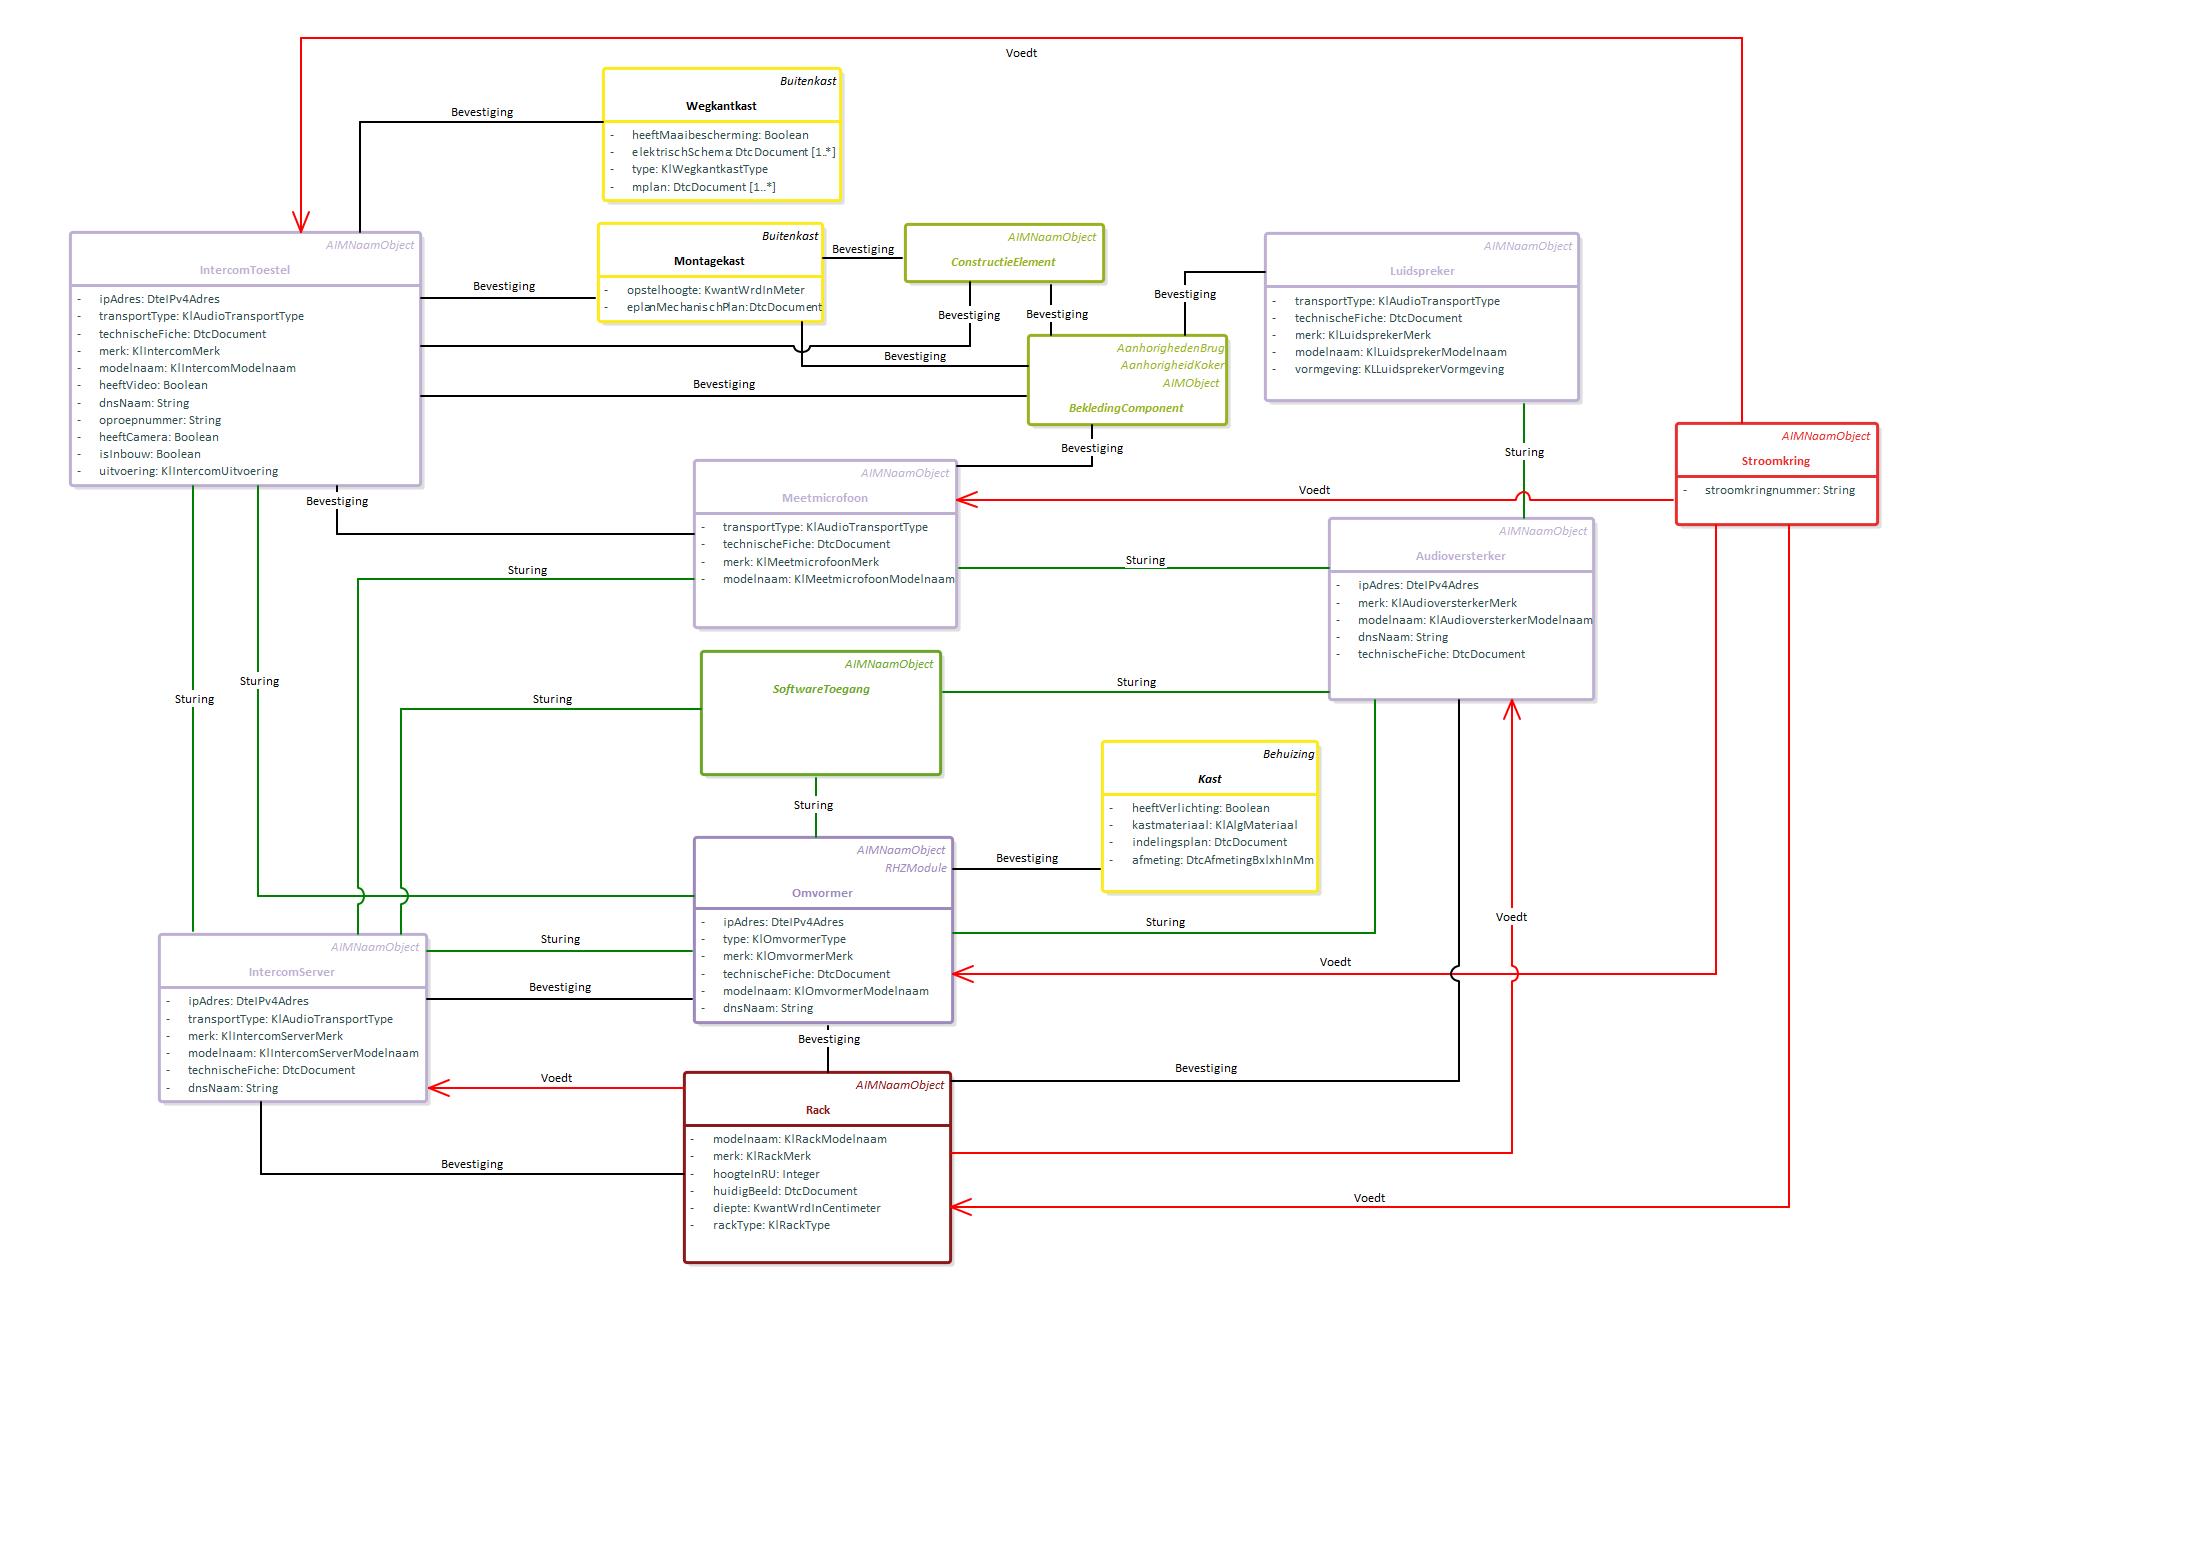 Voedt
Buitenkast
Wegkantkast
- heeftMaaibescherming: Boolean
- elektrischSchema: DtcDocument [1..*]
- type: KlWegkantkastType
- mplan: DtcDocument [1..*]
Bevestiging
AIMNaamObject
IntercomToestel
- ipAdres: DteIPv4Adres
- transportType: KlAudioTransportType
- technischeFiche: DtcDocument
- merk: KlIntercomMerk
- modelnaam: KlIntercomModelnaam
- heeftVideo: Boolean
- dnsNaam: String
- oproepnummer: String
- heeftCamera: Boolean
- isInbouw: Boolean
- uitvoering: KlIntercomUitvoering
Bevestiging
Buitenkast
Montagekast
- opstelhoogte: KwantWrdInMeter
- eplanMechanischPlan: DtcDocument
Bevestiging
AIMNaamObject
ConstructieElement
Bevestiging
Bevestiging
Bevestiging
AIMNaamObject
Luidspreker
- transportType: KlAudioTransportType
- technischeFiche: DtcDocument
- merk: KlLuidsprekerMerk
- modelnaam: KlLuidsprekerModelnaam
- vormgeving: KLLuidsprekerVormgeving
Bevestiging
Bevestiging
AanhorighedenBrug
AanhorigheidKoker
AIMObject
BekledingComponent
Bevestiging
Sturing
AIMNaamObject
Stroomkring
- stroomkringnummer: String
Bevestiging
AIMNaamObject
Meetmicrofoon
- transportType: KlAudioTransportType
- technischeFiche: DtcDocument
- merk: KlMeetmicrofoonMerk
- modelnaam: KlMeetmicrofoonModelnaam
Voedt
Sturing
Sturing
AIMNaamObject
Audioversterker
- ipAdres: DteIPv4Adres
- merk: KlAudioversterkerMerk
- modelnaam: KlAudioversterkerModelnaam
- dnsNaam: String
- technischeFiche: DtcDocument
Sturing
Sturing
Sturing
AIMNaamObject
SoftwareToegang
Sturing
Sturing
Behuizing
Kast
- heeftVerlichting: Boolean
- kastmateriaal: KlAlgMateriaal
- indelingsplan: DtcDocument
- afmeting: DtcAfmetingBxlxhInMm
AIMNaamObject
RHZModule
Omvormer
- ipAdres: DteIPv4Adres
- type: KlOmvormerType
- merk: KlOmvormerMerk
- technischeFiche: DtcDocument
- modelnaam: KlOmvormerModelnaam
- dnsNaam: String
Bevestiging
Sturing
Voedt
Voedt
AIMNaamObject
IntercomServer
- ipAdres: DteIPv4Adres
- transportType: KlAudioTransportType
- merk: KlIntercomServerMerk
- modelnaam: KlIntercomServerModelnaam
- technischeFiche: DtcDocument
- dnsNaam: String
Sturing
Bevestiging
Bevestiging
Voedt
Bevestiging
AIMNaamObject
Rack
- modelnaam: KlRackModelnaam
- merk: KlRackMerk
- hoogteInRU: Integer
- huidigBeeld: DtcDocument
- diepte: KwantWrdInCentimeter
- rackType: KlRackType
Bevestiging
Voedt